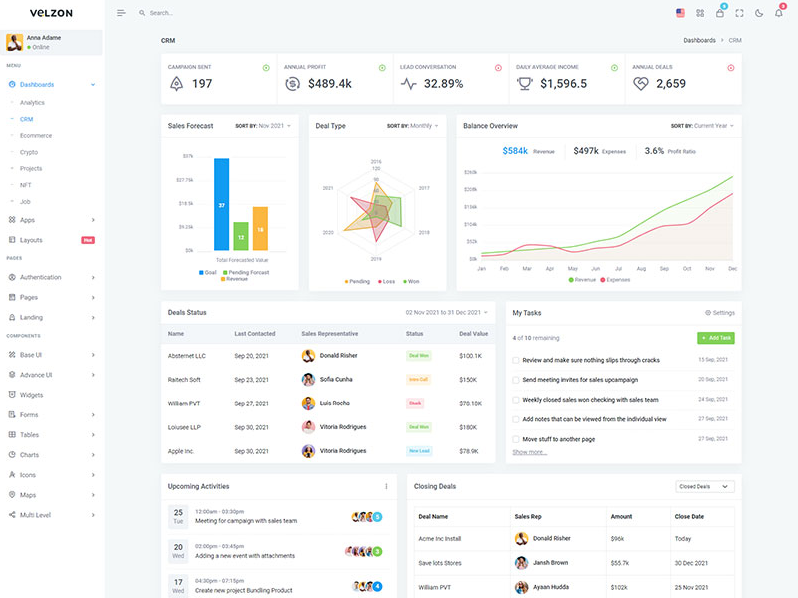 VELZON
Search...
5
3
Anna Adame
Online
MENU
Dashboards
Analytics
CRM
Ecommerce
Crypto
Projects
NFT
Job
Apps
Layouts
Hot
PAGES
Authentication
Pages
Landing
COMPONENTS
Base UI
Advance UI
Widgets
Forms
Tables
Charts
Icons
Maps
Multi Level
CRM
Dashboards > CRM
CAMPAIGN SENT
197
ANNUAL PROFIT
$489.4k
LEAD CONVERSATION
32.89%
DAILY AVERAGE INCOME
$1,596.5
ANNUAL DEALS
2,659
Sales Forecast
SORT BY: Nov 2021
$37k
$27.75k
$18.5k
$9.25k
$0k
37
12
18
Total Forecasted Value
Goal Pending Forcast
Revenue
Deal Type
SORT BY: Monthly
2016
120
2017
2018
2019
2020
2021
Pending Loss Won
Balance Overview
SORT BY: Current Year
$584k Revenue
$497k Expenses
3.6% Profit Ratio
$260k
$208k
$156k
$104k
$52k
$0k
Jan Feb Mar Apr May Jun Jul Aug Sep Oct Nov Dec
Revenue Expenses
Deals Status
02 Nov 2021 to 31 Dec 2021
Name Last Contacted Sales Representative Status Deal Value
Absternet LLC Sep 20, 2021 Donald Risher Deal Won $100.1K
Raitech Soft Sep 23, 2021 Sofia Cunha Intro Call $150K
William PVT Sep 27, 2021 Luis Rocha Stuck $78.18K
Loiusee LLP Sep 30, 2021 Vitoria Rodrigues Deal Won $180K
Apple Inc. Sep 30, 2021 Vitoria Rodrigues New Lead $78.9K
My Tasks
Settings
4 of 10 remaining
+ Add Task
Review and make sure nothing slips through cracks 15 Sep, 2021
Send meeting invites for sales upcampaign 20 Sep, 2021
Weekly closed sales won checking with sales team 24 Sep, 2021
Add notes that can be viewed from the individual view 27 Sep, 2021
Move stuff to another page 27 Sep, 2021
Show more...
Upcoming Activities
25
Tue
12:00am - 03:30pm
Meeting for campaign with sales team
5
20
Wed
02:00pm - 03:45pm
Adding a new event with attachments
3
17
Wed
04:30pm - 07:15pm
Create new project Bundling Product
4
Closing Deals
Closed Deals
Deal Name Sales Rep Amount Close Date
Acme Inc Install Donald Risher $96k Today
Save lots Stores Jansh Brown $55.7k 30 Dec 2021
William PVT Ayaan Hudda $102k 25 Nov 2021